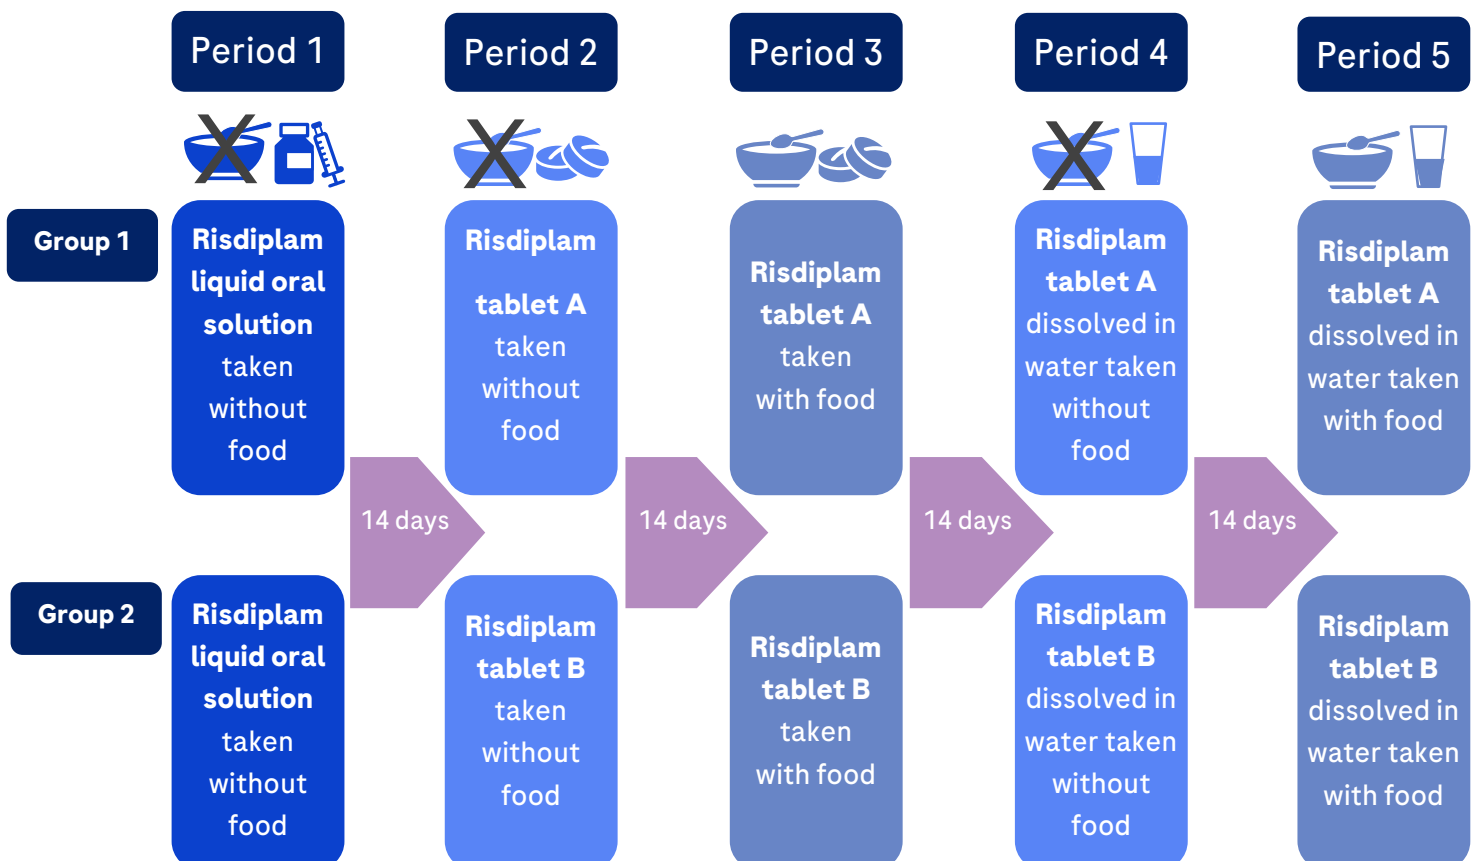 Period 1
Period 2
Period 3
Period 4
Period 5
Group 1
Risdiplam
liquid oral
solution
taken
without
food
Risdiplam
tablet A
taken
without
food
Risdiplam
tablet A
taken
with food
Risdiplam
tablet A
dissolved in
water taken
without
food
Risdiplam
tablet A
dissolved in
water taken
with food
14 days
14 days
14 days
14 days
Group 2
Risdiplam
liquid oral
solution
taken
without
food
Risdiplam
tablet B
taken
without
food
Risdiplam
tablet B
taken
with food
Risdiplam
tablet B
dissolved in
water taken
without
food
Risdiplam
tablet B
dissolved in
water taken
with food